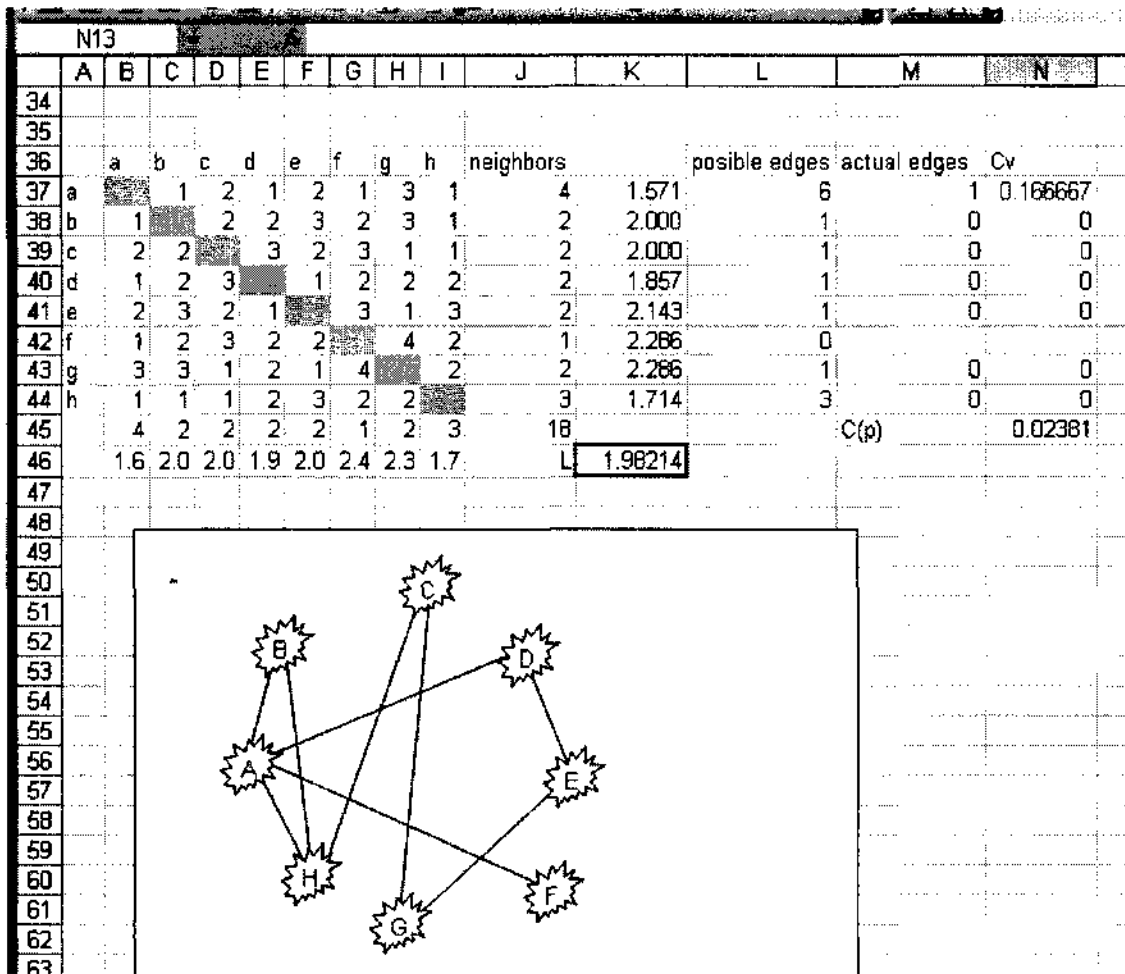 N13
A B C D E F G H I J K L M N
34
35
36 a b c d e f g h neighbors posible edges actual edges Cv
37 a 1 2 1 2 1 3 1 4 1.571 6 1 0.166667
38 b 1 2 2 3 2 3 1 2 2.000 1 0 0
39 c 2 2 3 2 3 1 1 2 2.000 1 0 0
40 d 1 2 3 1 2 2 2 2 1.857 1 0 0
41 e 2 3 2 1 3 1 3 2 2.143 1 0 0
42 f 1 2 3 2 2 4 2 1 2.286 0
43 g 3 3 1 2 1 4 2 2 2.286 1 0 0
44 h 1 1 1 2 3 2 2 3 1.714 3 0 0
45 4 2 2 2 2 1 2 3 18 C(p) 0.02381
46 1.6 2.0 2.0 1.9 2.0 2.4 2.3 1.7 L 1.98214
47
48
49
50 C
51
52 B
53 D
54
55
56 A
57 E
58
59
60 H F
61 G
62
63